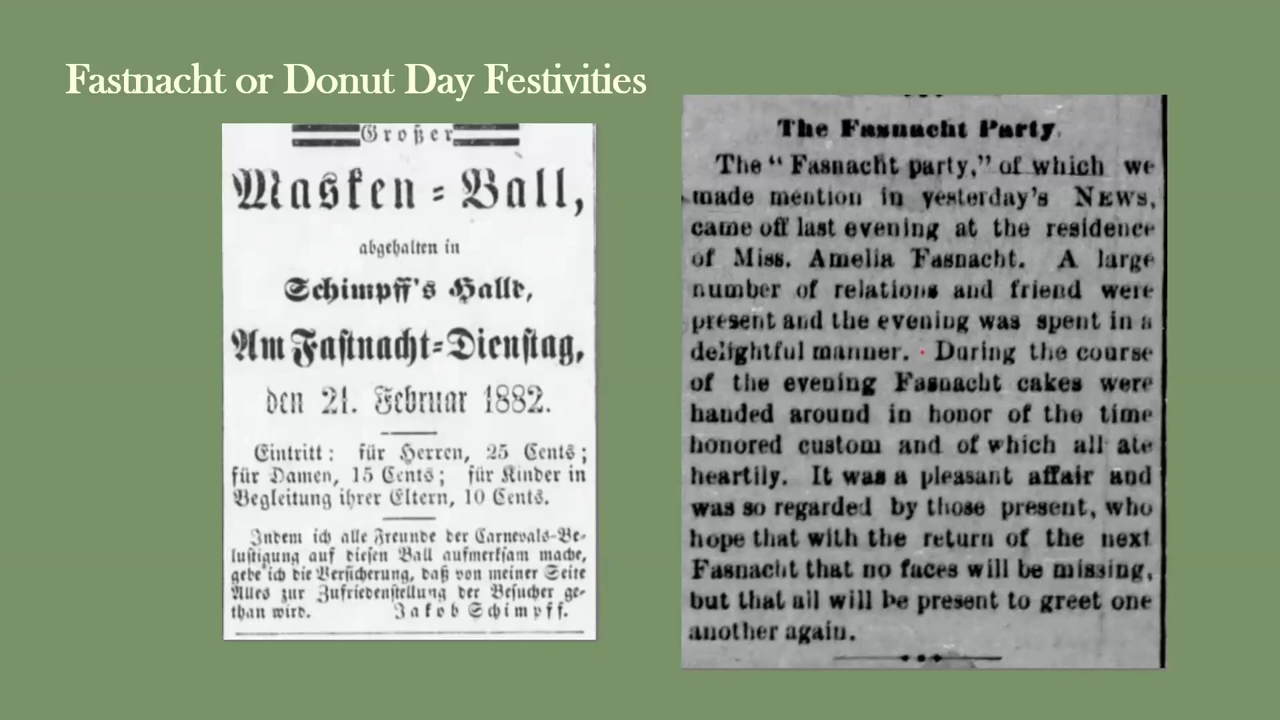 Fastnacht or Donut Day Festivities
Großer
Masken=Ball,
abgehalten in
Schimpff's Halle,
Am Fastnacht=Dienstag,
den 21. Februar 1882.
Eintritt: für Herren, 25 Cents;
für Damen, 15 Cents; für Kinder in
Begleitung ihrer Eltern, 10 Cents.
Indem ich alle Freunde der Carnevals=Be-
lustigung auf diesen Ball aufmerksam mache,
gebe ich die Versicherung, daß von meiner Seite
Alles zur Zufriedenstellung der Besucher ge-
than wird. Jakob Schimpff.
The Fasnacht Party.
The "Fasnacht party," of which we
made mention in yesterday's NEWS,
came off last evening at the residence
of Miss. Amelia Fasnacht. A large
number of relations and friend were
present and the evening was spent in a
delightful manner. During the course
of the evening Fasnacht cakes were
handed around in honor of the time
honored custom and of which all ate
heartily. It was a pleasant affair and
was so regarded by those present, who
hope that with the return of the next
Fasnacht that no faces will be missing,
but that all will be present to greet one
another again.